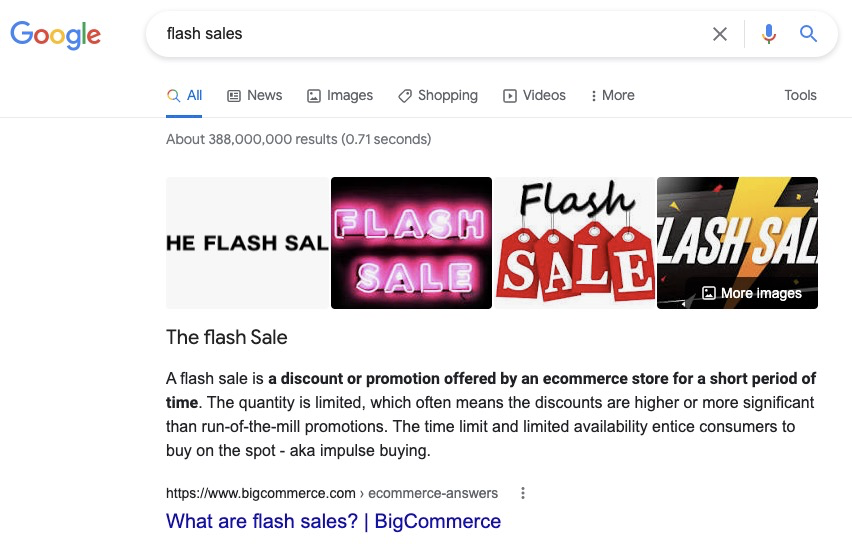 Google
flash sales
All
News
Images
Shopping
Videos
More
Tools
About 388,000,000 results (0.71 seconds)
HE FLASH SAL
FLASH
SALE
Flash
SALE
LASH SAL
More images
The flash Sale
A flash sale is a discount or promotion offered by an ecommerce store for a short period of
time. The quantity is limited, which often means the discounts are higher or more significant
than run-of-the-mill promotions. The time limit and limited availability entice consumers to
buy on the spot - aka impulse buying.
https://www.bigcommerce.com › ecommerce-answers
What are flash sales? | BigCommerce